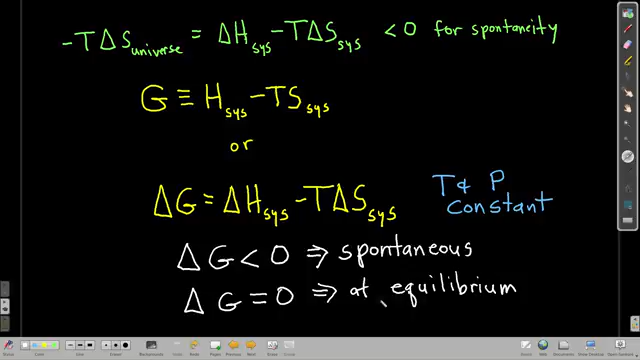 -TΔS universe = ΔH sys - TΔS sys < 0 for spontaneity
G ≡ H sys - TS sys
or
ΔG = ΔH sys - TΔS sys
T & P
constant
ΔG < 0 ⇒ spontaneous
ΔG = 0 ⇒ at equilibrium